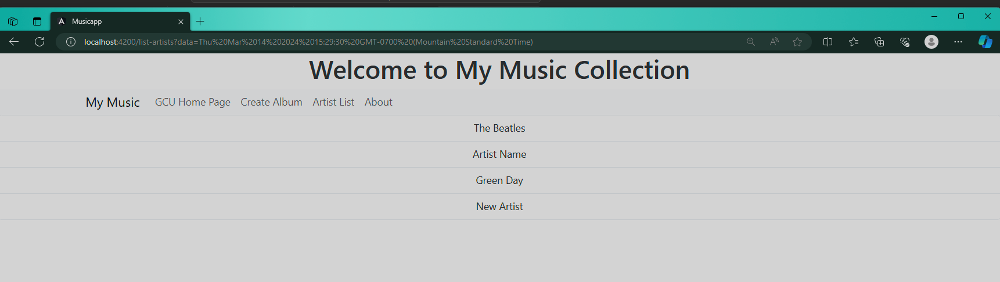 Musicapp
localhost:4200/list-artists?data=Thu%20Mar%2014%202024%2015:29:30%20GMT-0700%20(Mountain%20Standard%20Time)
Welcome to My Music Collection
My Music GCU Home Page Create Album Artist List About
The Beatles
Artist Name
Green Day
New Artist